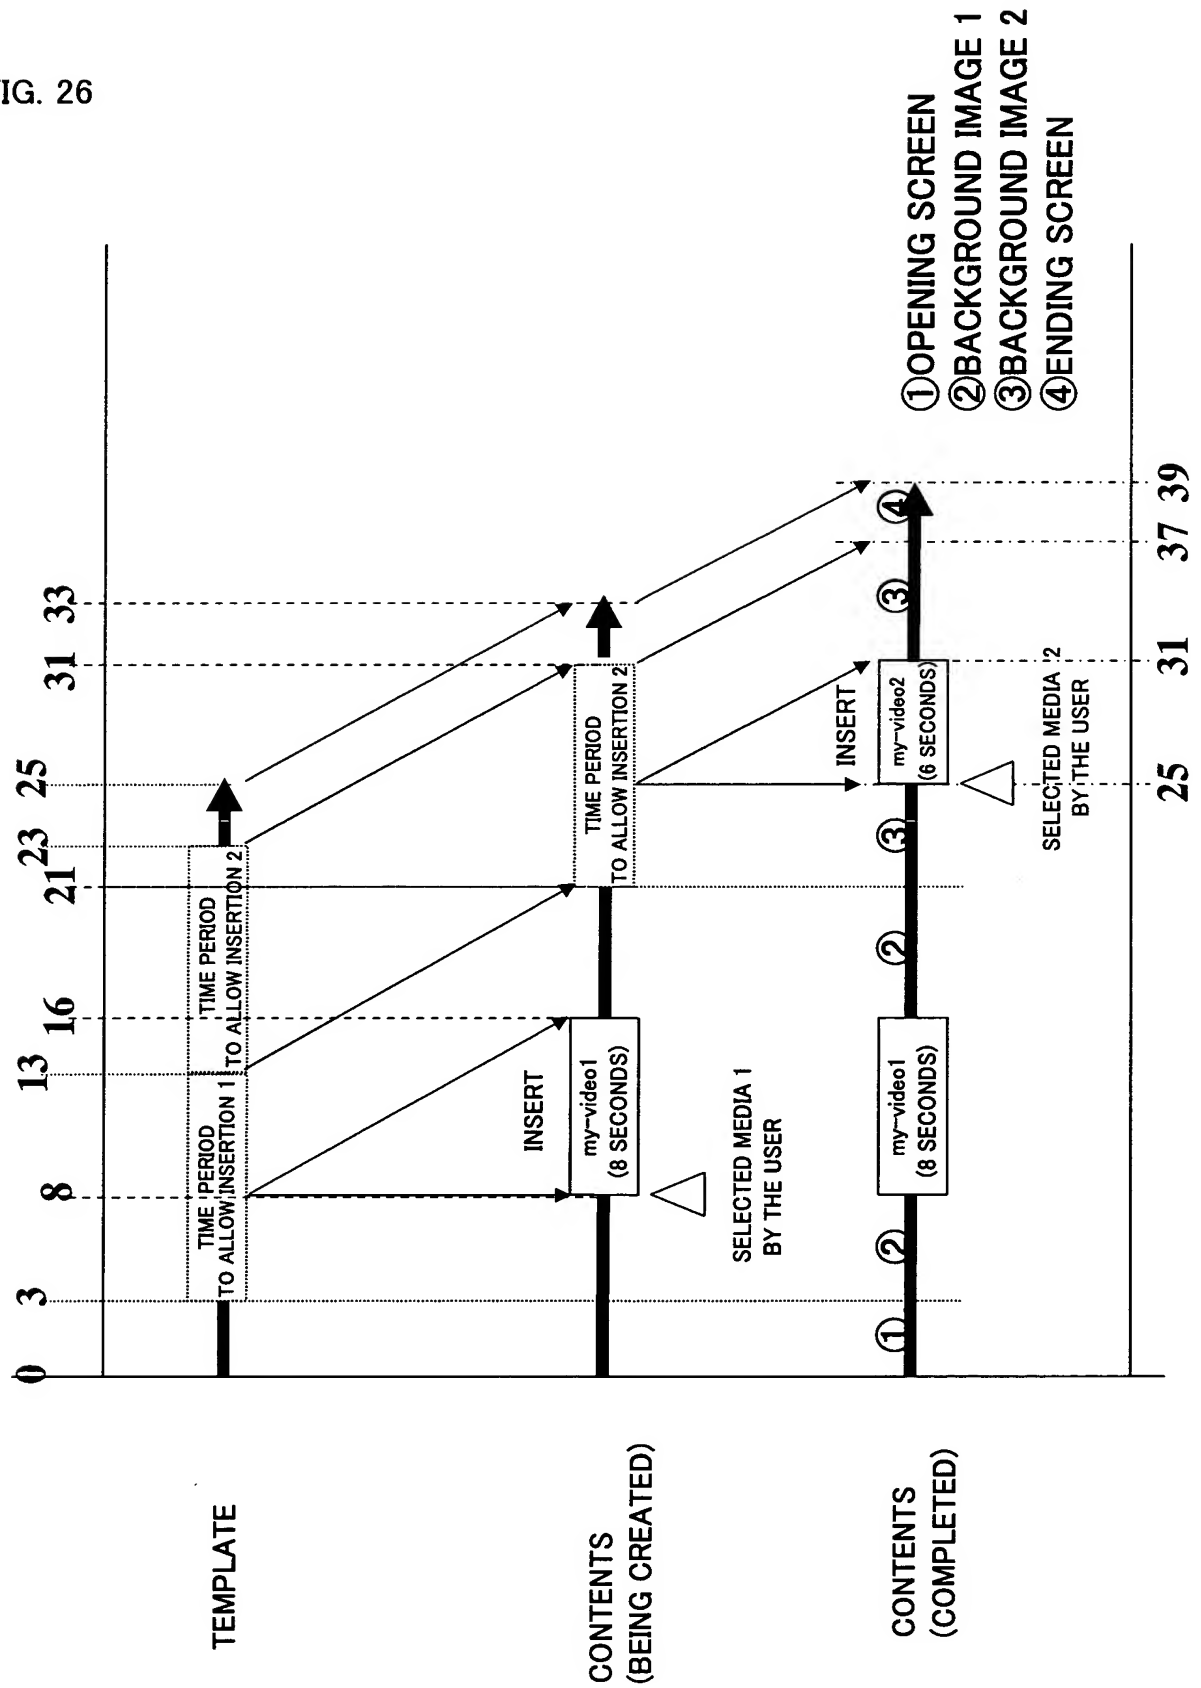 IG. 26
0
3
8
13
16
21
23
25
31
33
TEMPLATE
TIME PERIOD
TO ALLOW INSERTION 1
TIME PERIOD
TO ALLOW INSERTION 2
CONTENTS
(BEING CREATED)
INSERT
my-video1
(8 SECONDS)
TIME PERIOD
TO ALLOW INSERTION 2
SELECTED MEDIA 1
BY THE USER
CONTENTS
(COMPLETED)
①
②
my-video1
(8 SECONDS)
②
③
INSERT
my-video2
(6 SECONDS)
③
④
SELECTED MEDIA 2
BY THE USER
25
31
37
39
①OPENING SCREEN
②BACKGROUND IMAGE 1
③BACKGROUND IMAGE 2
④ENDING SCREEN